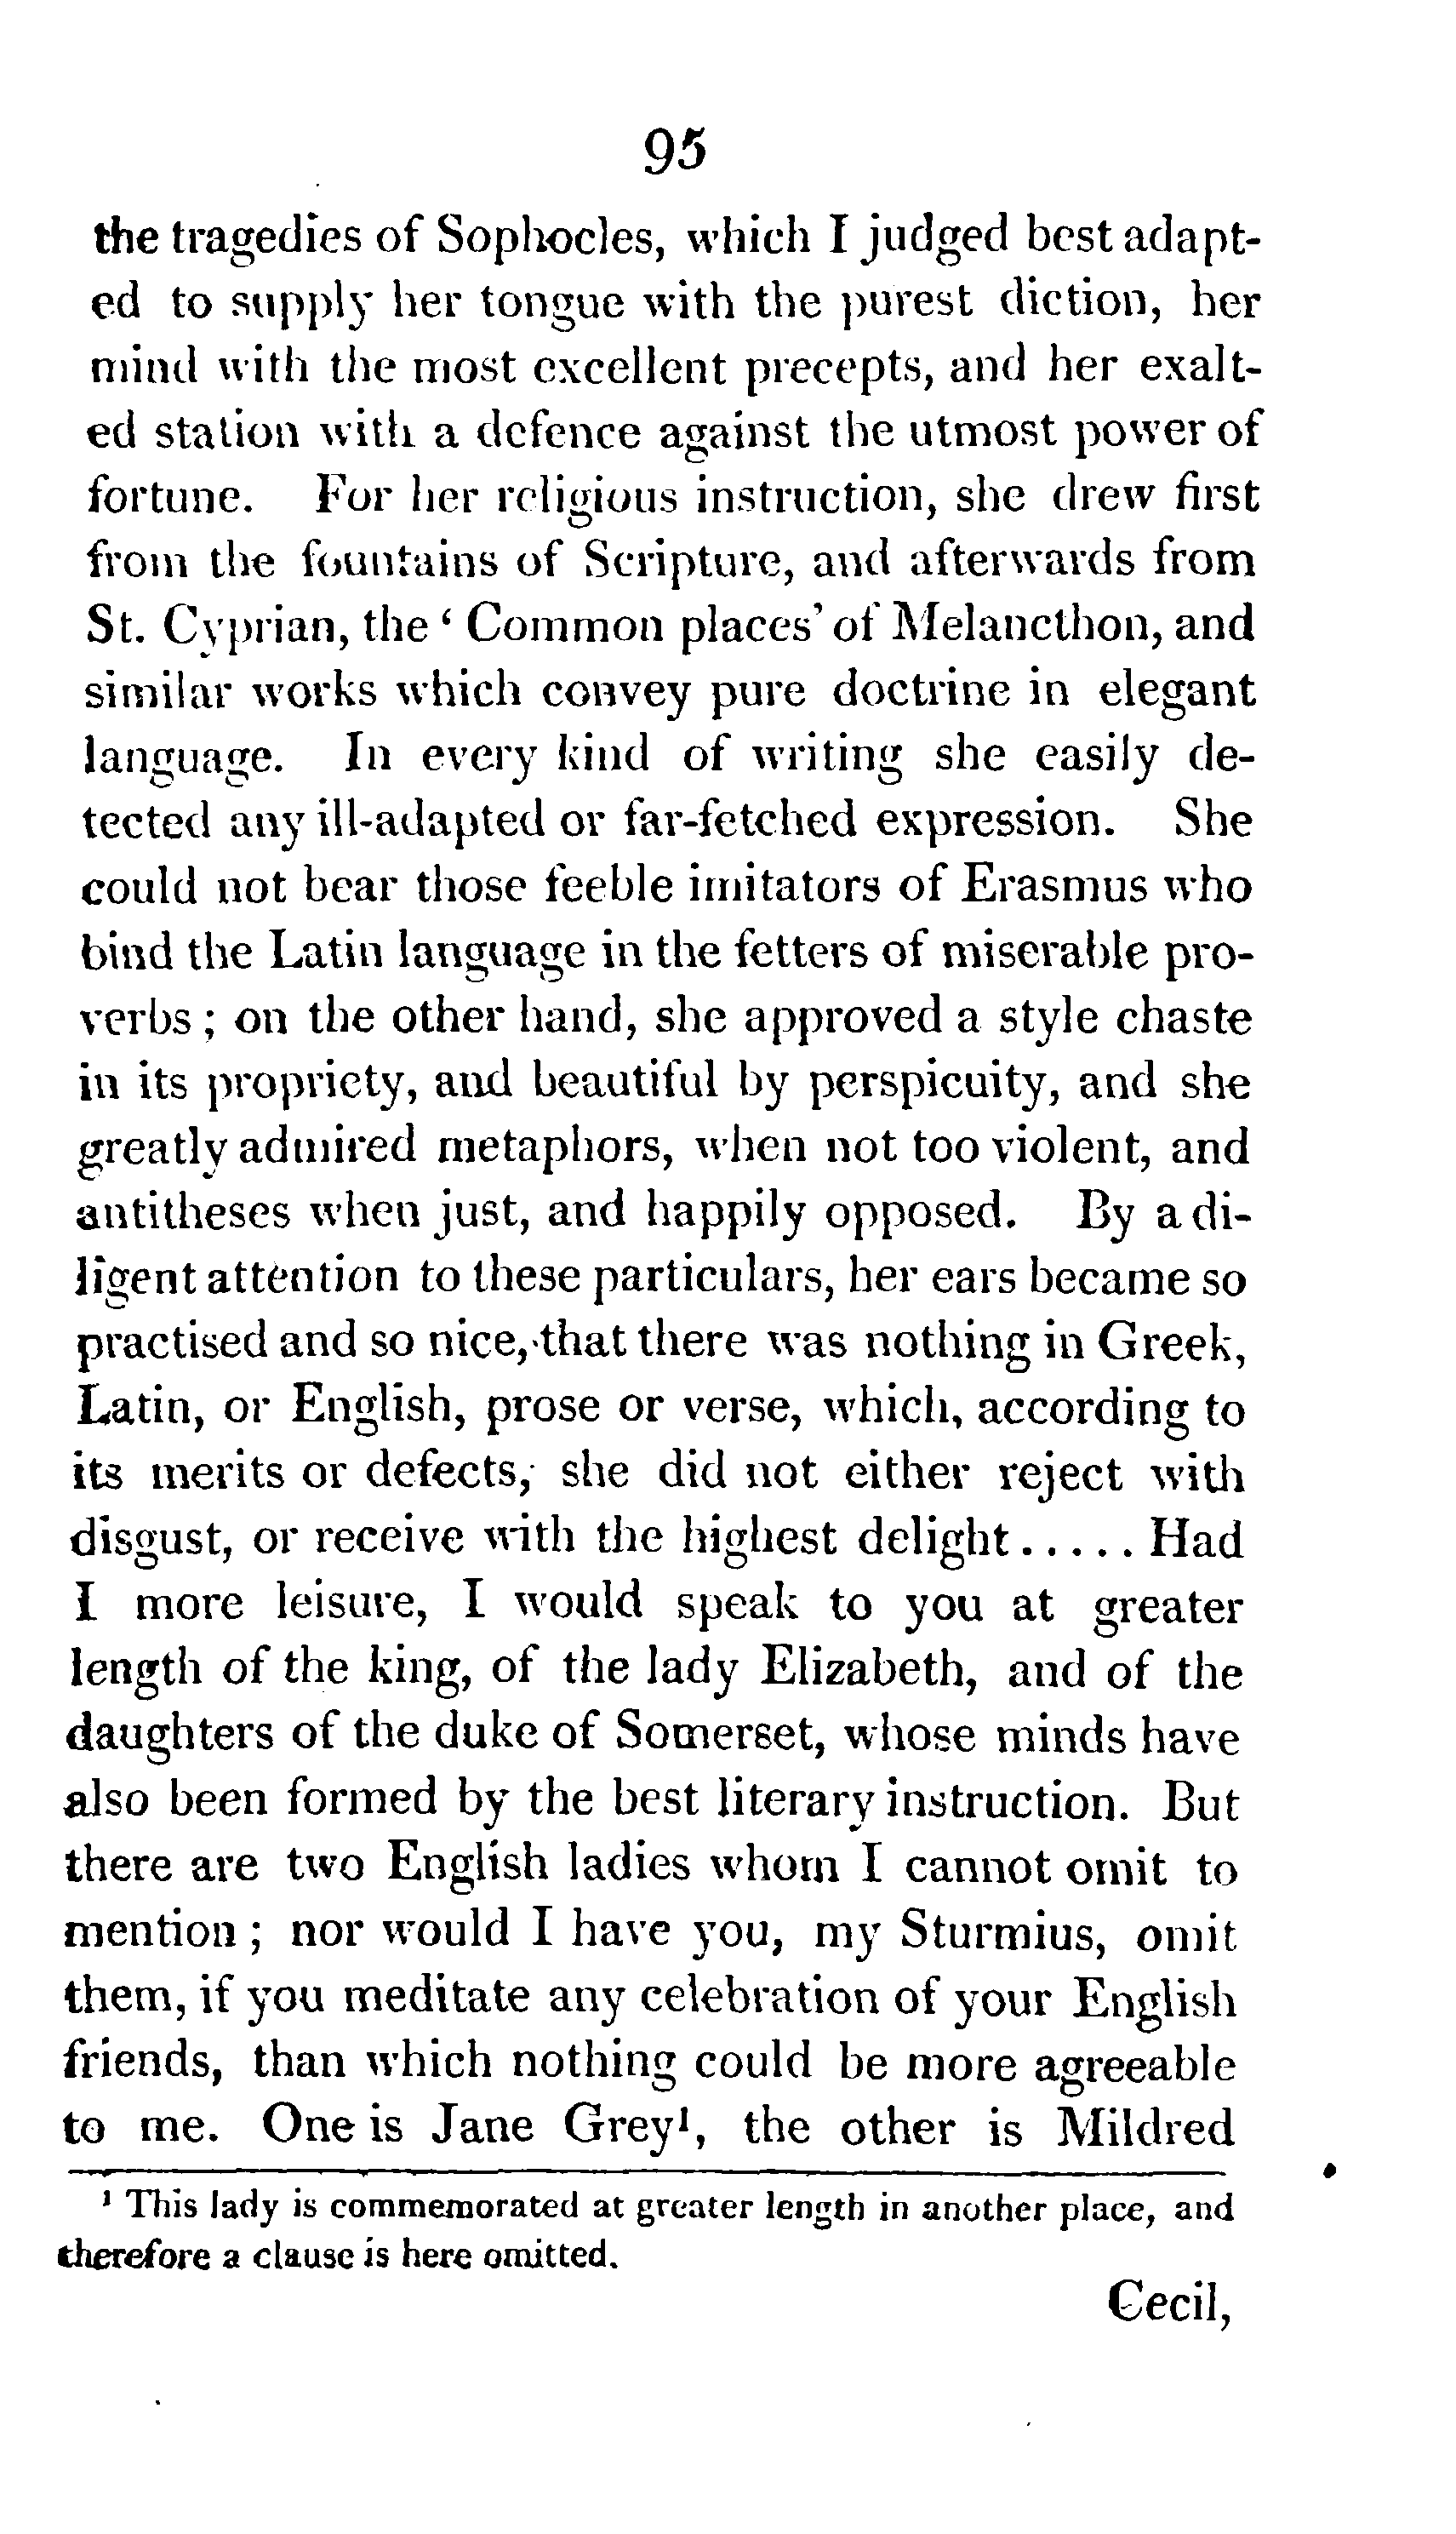 95
the tragedies of Sophocles, which I judged best adapt-
ed to supply her tongue with the purest diction, her
mind with the most excellent precepts, and her exalt-
ed station with a defence against the utmost power of
fortune. For her religious instruction, she drew first
from the fountains of Scripture, and afterwards from
St. Cyprian, the ‘ Common places’ of Melancthon, and
similar works which convey pure doctrine in elegant
language. In every kind of writing she easily de-
tected any ill-adapted or far-fetched expression. She
could not bear those feeble imitators of Erasmus who
bind the Latin language in the fetters of miserable pro-
verbs ; on the other hand, she approved a style chaste
in its propriety, and beautiful by perspicuity, and she
greatly admired metaphors, when not too violent, and
antitheses when just, and happily opposed. By a di-
ligent attention to these particulars, her ears became so
practised and so nice, that there was nothing in Greek,
Latin, or English, prose or verse, which, according to
its merits or defects, she did not either reject with
disgust, or receive with the highest delight . . . . . Had
I more leisure, I would speak to you at greater
length of the king, of the lady Elizabeth, and of the
daughters of the duke of Somerset, whose minds have
also been formed by the best literary instruction. But
there are two English ladies whom I cannot omit to
mention ; nor would I have you, my Sturmius, omit
them, if you meditate any celebration of your English
friends, than which nothing could be more agreeable
to me. One is Jane Grey¹, the other is Mildred
¹ This lady is commemorated at greater length in another place, and
therefore a clause is here omitted.
Cecil,